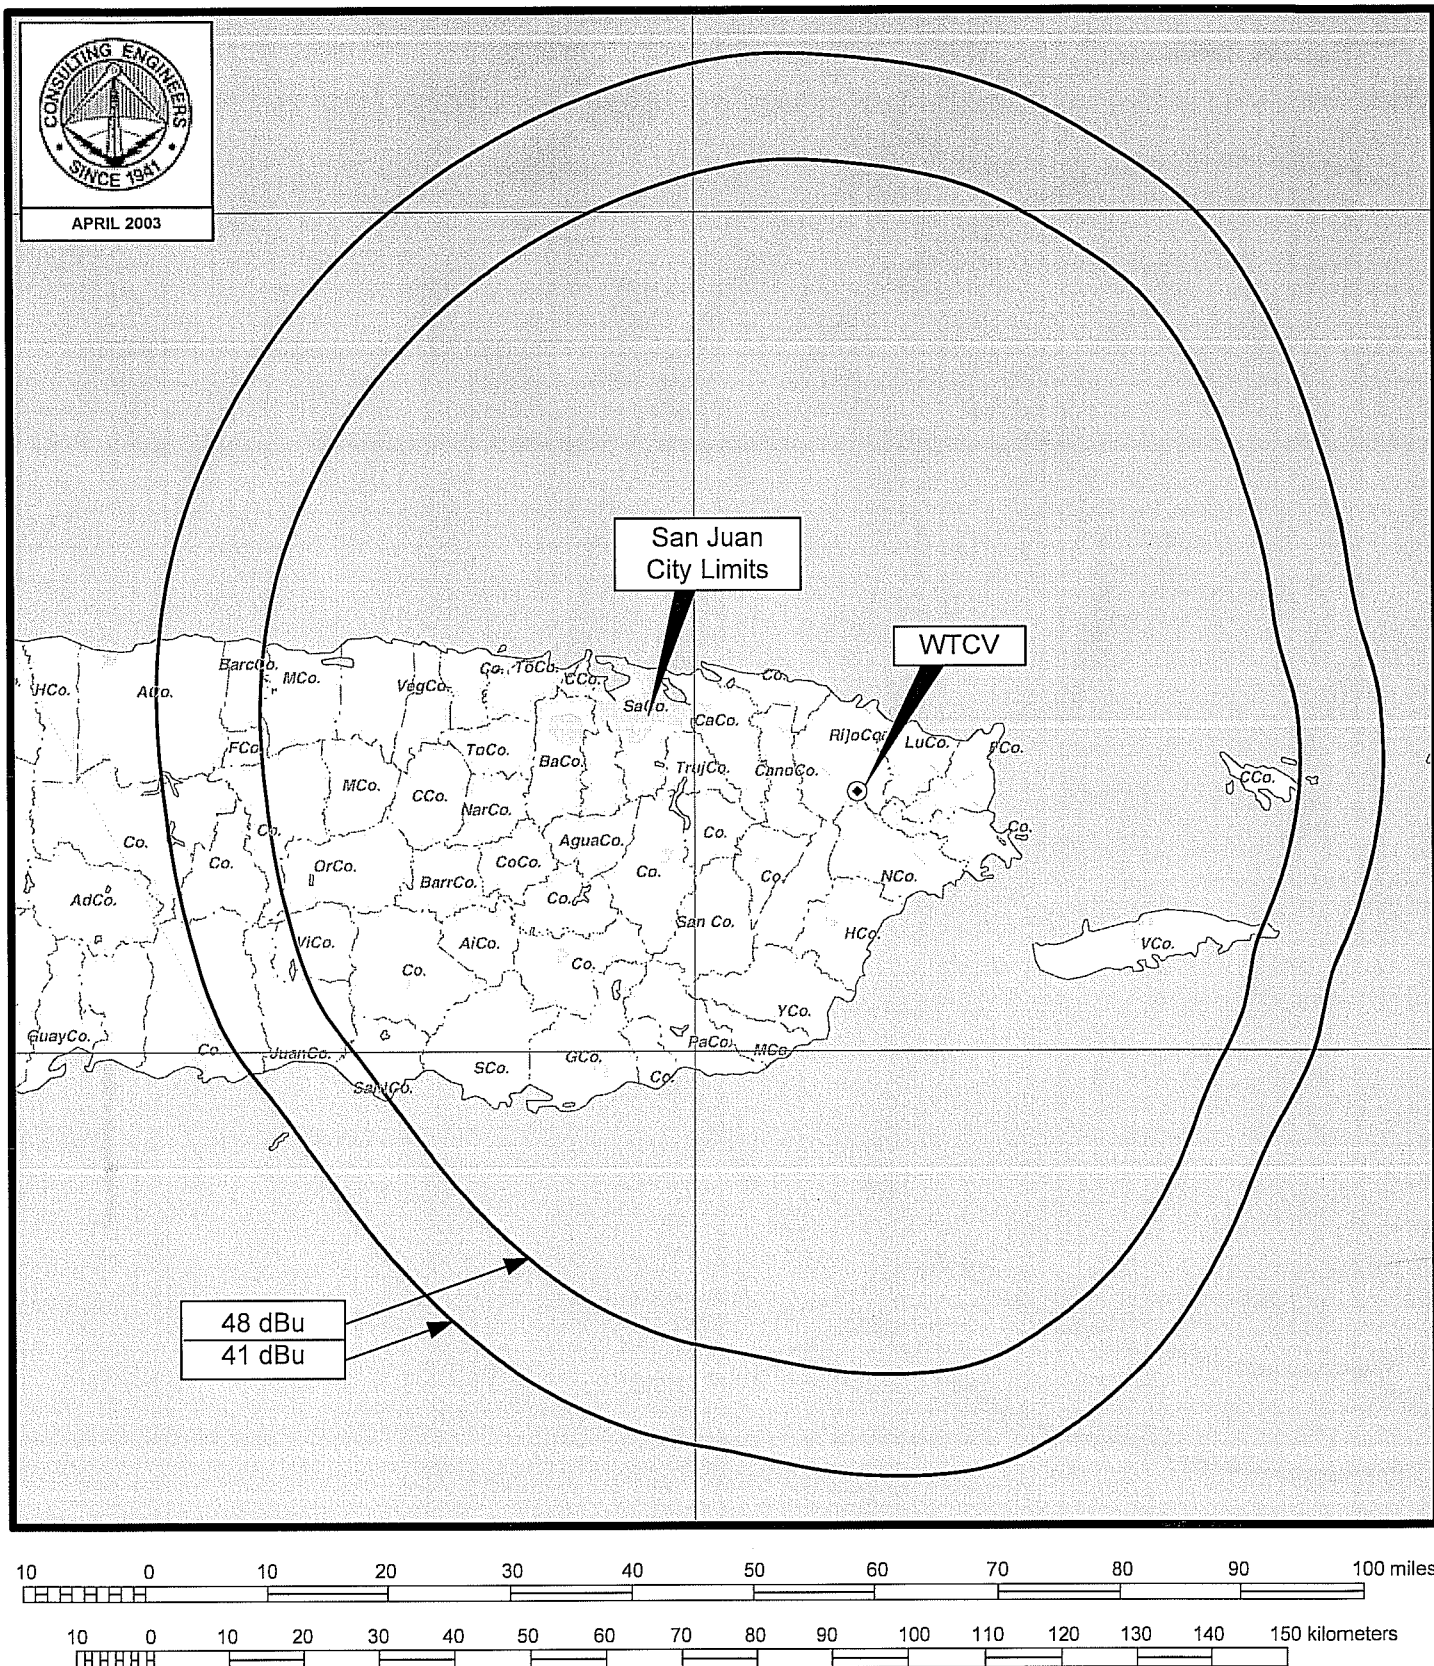 CONSULTING ENGINEERS
• SINCE 1941 •
APRIL 2003
San Juan
City Limits
WTCV
HCo.
ACo.
BarcCo.
MCo.
VegCo.
Co.
ToCo.
CCo.
SaCo.
Co.
CaCo.
RiJoCo.
LuCo.
FCo.
FCo.
ToCo.
BaCo.
TrujCo.
CanoCo.
CCo.
MCo.
CCo.
NarCo.
Co.
Co.
Co.
OrCo.
BarrCo.
CoCo.
AguaCo.
Co.
Co.
Co.
NCo.
Co.
AdCo.
Co.
San Co.
HCo.
VCo.
ViCo.
Co.
AiCo.
Co.
YCo.
GuayCo.
Co.
JuanCo.
SCo.
GCo.
PaCo.
MCo.
Co.
48 dBu
41 dBu
10 0 10 20 30 40 50 60 70 80 90 100 miles
10 0 10 20 30 40 50 60 70 80 90 100 110 120 130 140 150 kilometers